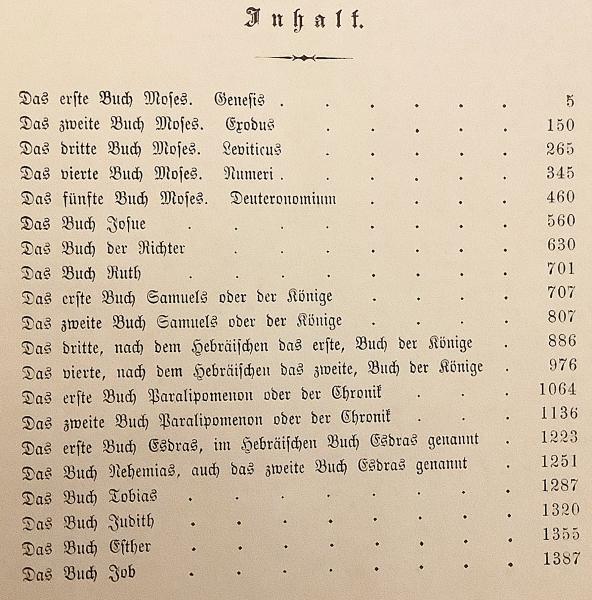 Inhalt.
Das erste Buch Moses. Genesis . . . . . . 5
Das zweite Buch Moses. Exodus . . . . . 150
Das dritte Buch Moses. Leviticus . . . . . 265
Das vierte Buch Moses. Numeri . . . . . . 345
Das fünfte Buch Moses. Deuteronomium . . . . 460
Das Buch Josue . . . . . . . . 560
Das Buch der Richter . . . . . . . 630
Das Buch Ruth . . . . . . . . 701
Das erste Buch Samuels oder der Könige . . . . 707
Das zweite Buch Samuels oder der Könige . . . . 807
Das dritte, nach dem Hebräischen das erste, Buch der Könige . 886
Das vierte, nach dem Hebräischen das zweite, Buch der Könige . 976
Das erste Buch Paralipomenon oder der Chronik . . . 1064
Das zweite Buch Paralipomenon oder der Chronik . . . 1136
Das erste Buch Esdras, im Hebräischen Buch Esdras genannt . 1223
Das Buch Nehemias, auch das zweite Buch Esdras genannt . 1251
Das Buch Tobias . . . . . . . . 1287
Das Buch Judith . . . . . . . . 1320
Das Buch Esther . . . . . . . . 1355
Das Buch Job . . . . . . . . 1387